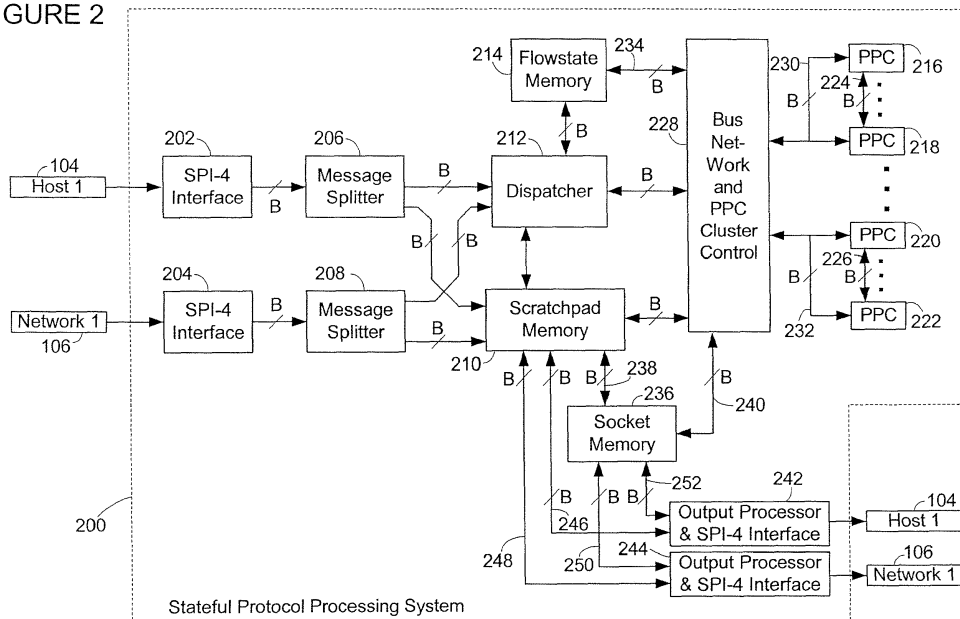 GURE 2
214
Flowstate
Memory
234
B
B
228
Bus
Net-
Work
and
PPC
Cluster
Control
230
B
224
B
PPC
216
PPC
218
PPC
220
226
B
B
232
PPC
222
104
Host 1
202
SPI-4
Interface
B
206
Message
Splitter
B
212
Dispatcher
B
B
B
Network 1
106
204
SPI-4
Interface
B
208
Message
Splitter
B
Scratchpad
Memory
210
B
B
B
B
238
236
Socket
Memory
B
240
252
B
B
B
246
250
248
242
Output Processor
& SPI-4 Interface
104
Host 1
244
Output Processor
& SPI-4 Interface
106
Network 1
200
Stateful Protocol Processing System